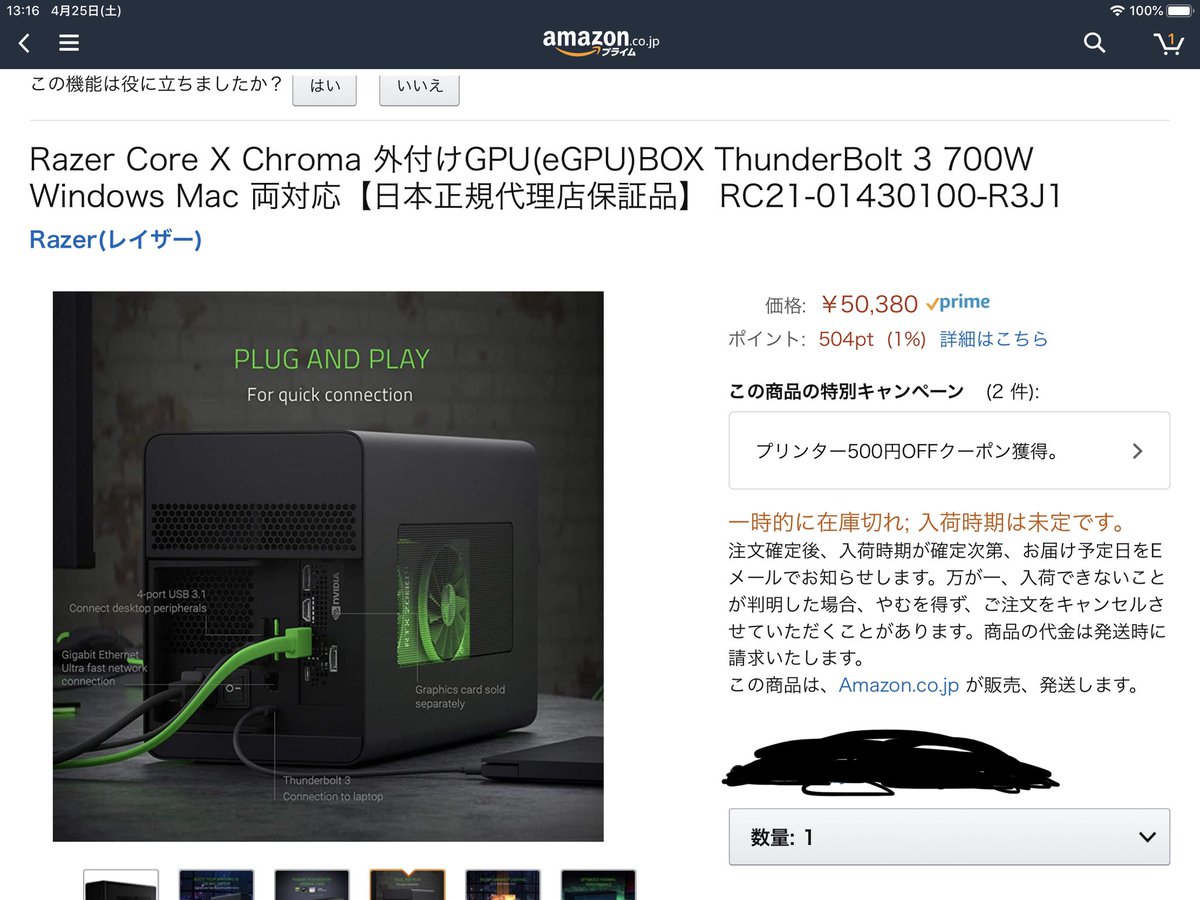 13:16 4月25日(土)
100%
amazon.co.jp
プライム
1
この機能は役に立ちましたか？ はい いいえ
Razer Core X Chroma 外付けGPU(eGPU)BOX ThunderBolt 3 700W
Windows Mac 両対応【日本正規代理店保証品】 RC21-01430100-R3J1
Razer(レイザー)
PLUG AND PLAY
For quick connection
4-port USB 3.1
Connect desktop peripherals
NVIDIA
Gigabit Ethernet
Ultra fast network
connection
Graphics card sold
separately
Thunderbolt 3
Connection to laptop
価格: ￥50,380 prime
ポイント: 504pt (1%) 詳細はこちら
この商品の特別キャンペーン (2 件):
プリンター500円OFFクーポン獲得。
一時的に在庫切れ; 入荷時期は未定です。
注文確定後、入荷時期が確定次第、お届け予定日をE
メールでお知らせします。万が一、入荷できないこと
が判明した場合、やむを得ず、ご注文をキャンセルさ
せていただくことがあります。商品の代金は発送時に
請求いたします。
この商品は、Amazon.co.jp が販売、発送します。
数量: 1